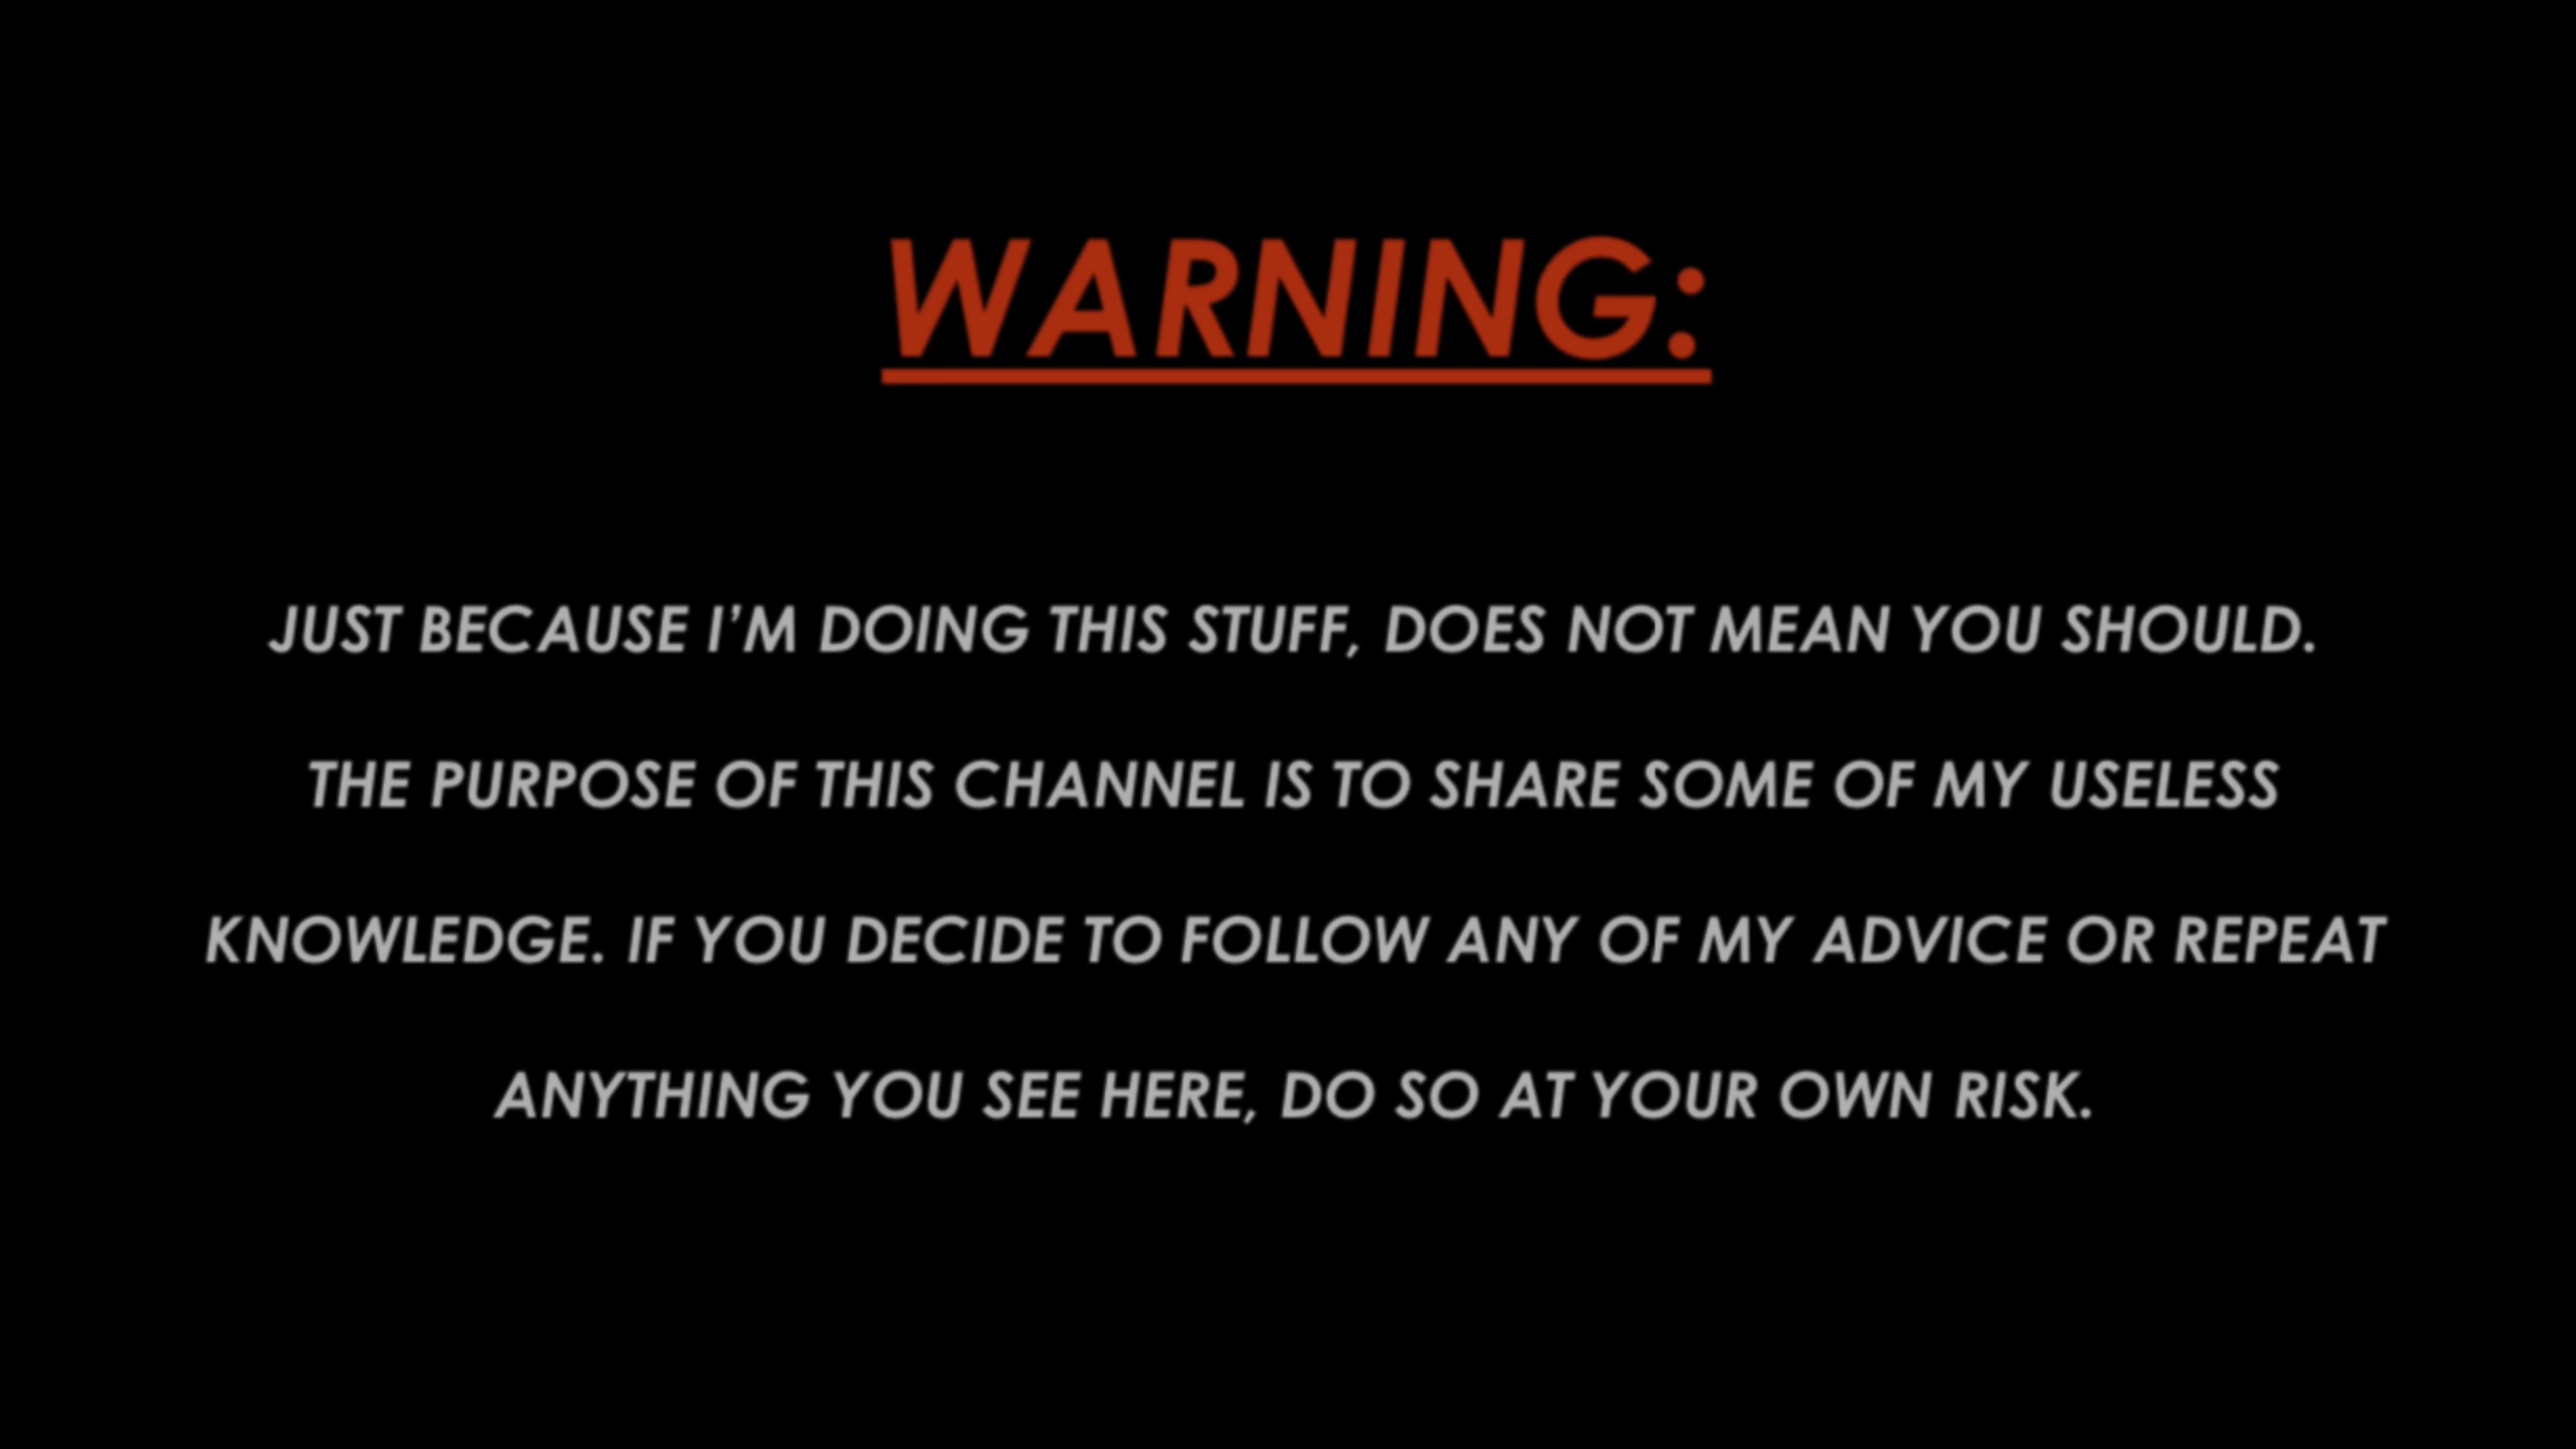 WARNING:
JUST BECAUSE I’M DOING THIS STUFF, DOES NOT MEAN YOU SHOULD.
THE PURPOSE OF THIS CHANNEL IS TO SHARE SOME OF MY USELESS
KNOWLEDGE. IF YOU DECIDE TO FOLLOW ANY OF MY ADVICE OR REPEAT
ANYTHING YOU SEE HERE, DO SO AT YOUR OWN RISK.